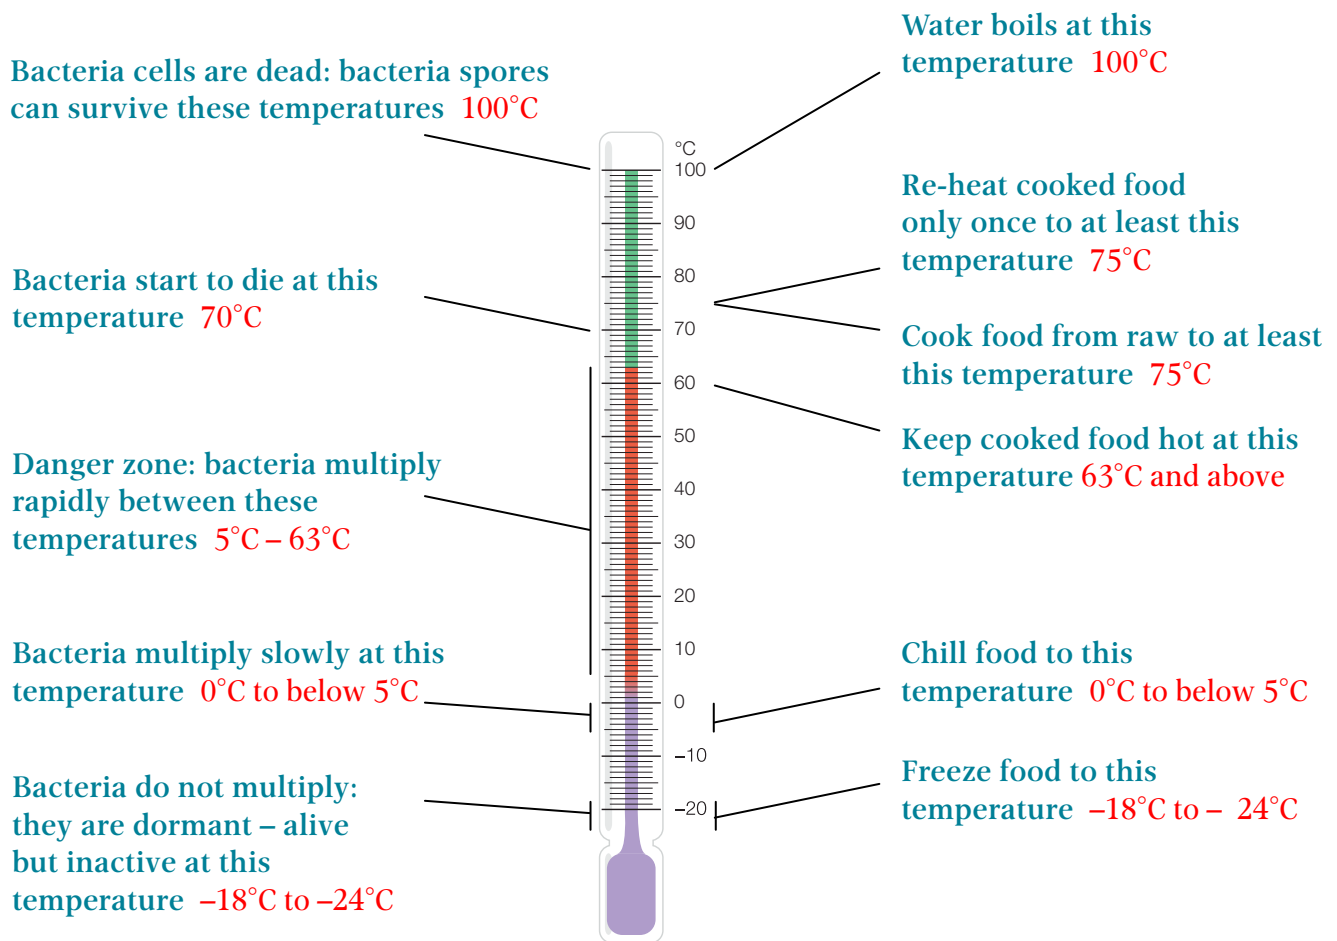 Bacteria cells are dead: bacteria spores
can survive these temperatures 100°C
Bacteria start to die at this
temperature 70°C
Danger zone: bacteria multiply
rapidly between these
temperatures 5°C – 63°C
Bacteria multiply slowly at this
temperature 0°C to below 5°C
Bacteria do not multiply:
they are dormant – alive
but inactive at this
temperature –18°C to –24°C
°C
100
90
80
70
60
50
40
30
20
10
0
–10
–20
Water boils at this
temperature 100°C
Re-heat cooked food
only once to at least this
temperature 75°C
Cook food from raw to at least
this temperature 75°C
Keep cooked food hot at this
temperature 63°C and above
Chill food to this
temperature 0°C to below 5°C
Freeze food to this
temperature –18°C to – 24°C